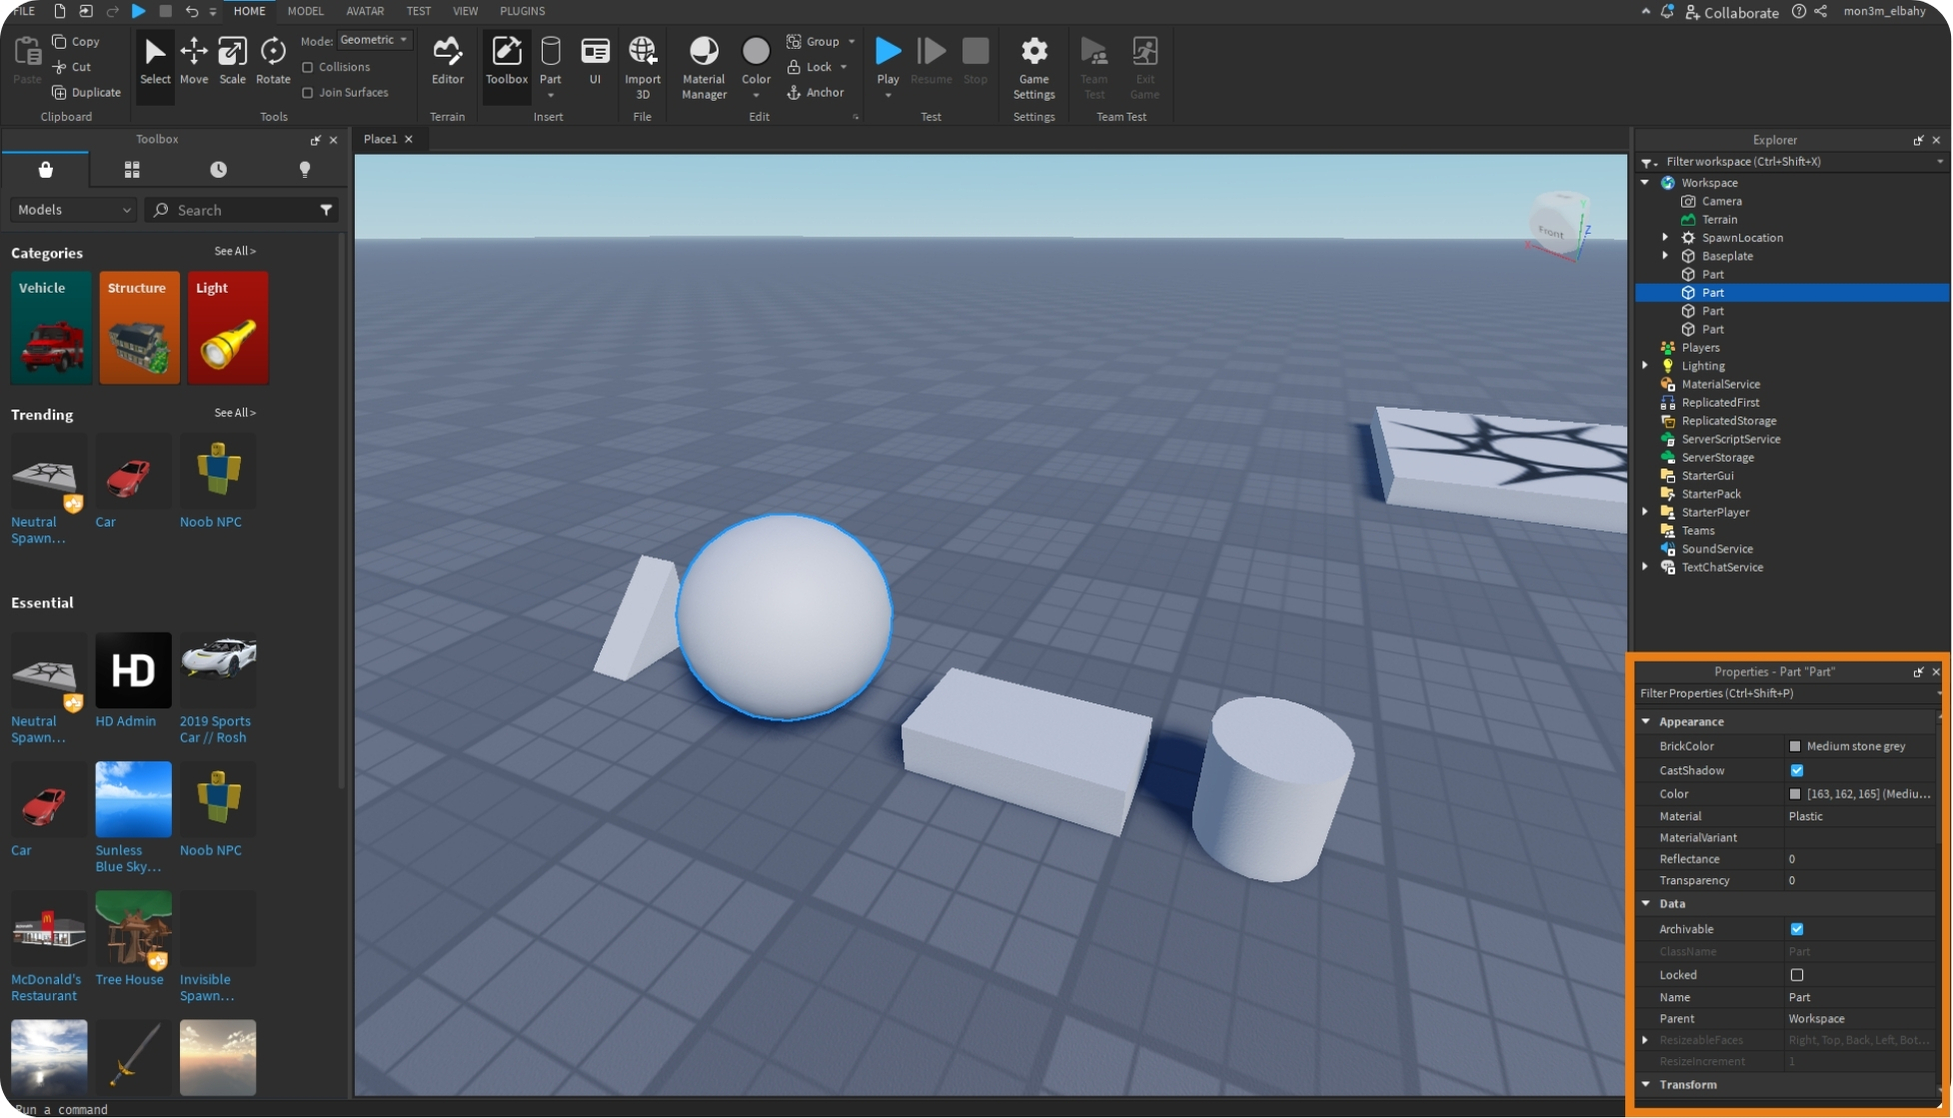 FILE HOME MODEL AVATAR TEST VIEW PLUGINS Collaborate mon3m_elbahy
Paste Copy Cut Duplicate
Clipboard
Select Move Scale Rotate Mode: Geometric
Collisions
Join Surfaces
Tools
Editor
Terrain
Toolbox Part UI
Insert
Import
3D
File
Material
Manager
Color
Group
Lock
Anchor
Edit
Play Resume Stop
Test
Game
Settings
Settings
Team
Test
Exit
Game
Team Test
Toolbox
Models Search
Categories See All >
Vehicle Structure Light
Trending See All >
Neutral
Spawn...
Car
Noob NPC
Essential
HD
Neutral
Spawn...
HD Admin
2019 Sports
Car // Rosh
Car
Sunless
Blue Sky...
Noob NPC
McDonald's
Restaurant
Tree House
Invisible
Spawn...
Run a command
Place1
Front
Y
Z
X
Explorer
Filter workspace (Ctrl+Shift+X)
Workspace
Camera
Terrain
SpawnLocation
Baseplate
Part
Part
Part
Part
Players
Lighting
MaterialService
ReplicatedFirst
ReplicatedStorage
ServerScriptService
ServerStorage
StarterGui
StarterPack
StarterPlayer
Teams
SoundService
TextChatService
Properties - Part "Part"
Filter Properties (Ctrl+Shift+P)
Appearance
BrickColor Medium stone grey
CastShadow
Color [163, 162, 165] (Mediu...
Material Plastic
MaterialVariant
Reflectance 0
Transparency 0
Data
Archivable
ClassName Part
Locked
Name Part
Parent Workspace
ResizeableFaces Right, Top, Back, Left, Bot...
ResizeIncrement 1
Transform